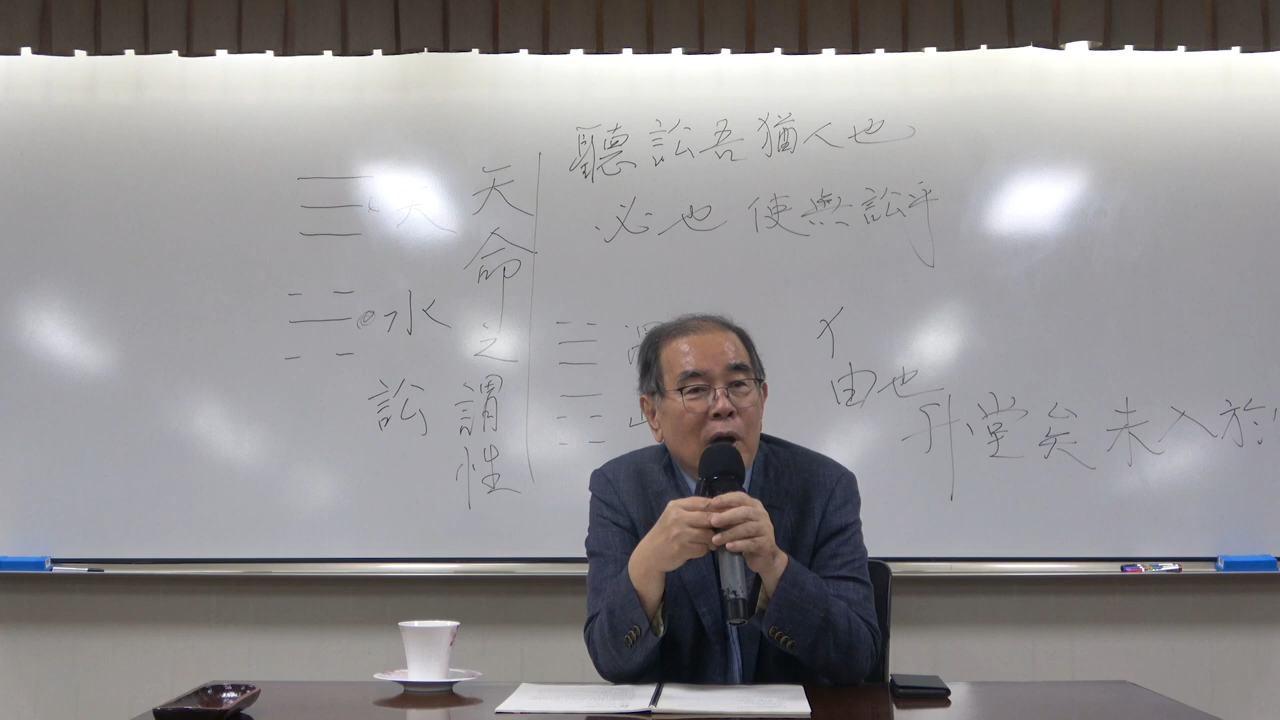 聽訟吾猶人也
必也使無訟乎
天命之謂性
天
水
訟
由也
升堂矣未入於